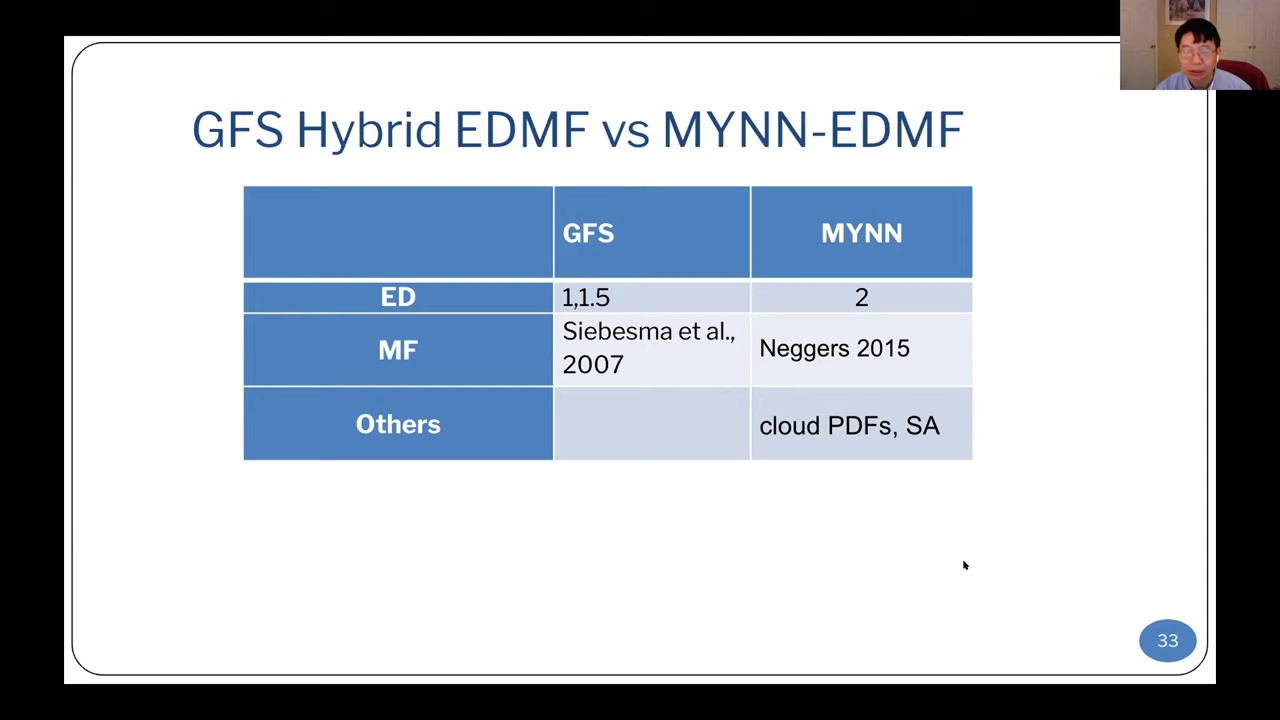 GFS Hybrid EDMF vs MYNN-EDMF
GFS
MYNN
ED
1,1.5
2
MF
Siebesma et al.,
2007
Neggers 2015
Others
cloud PDFs, SA
33